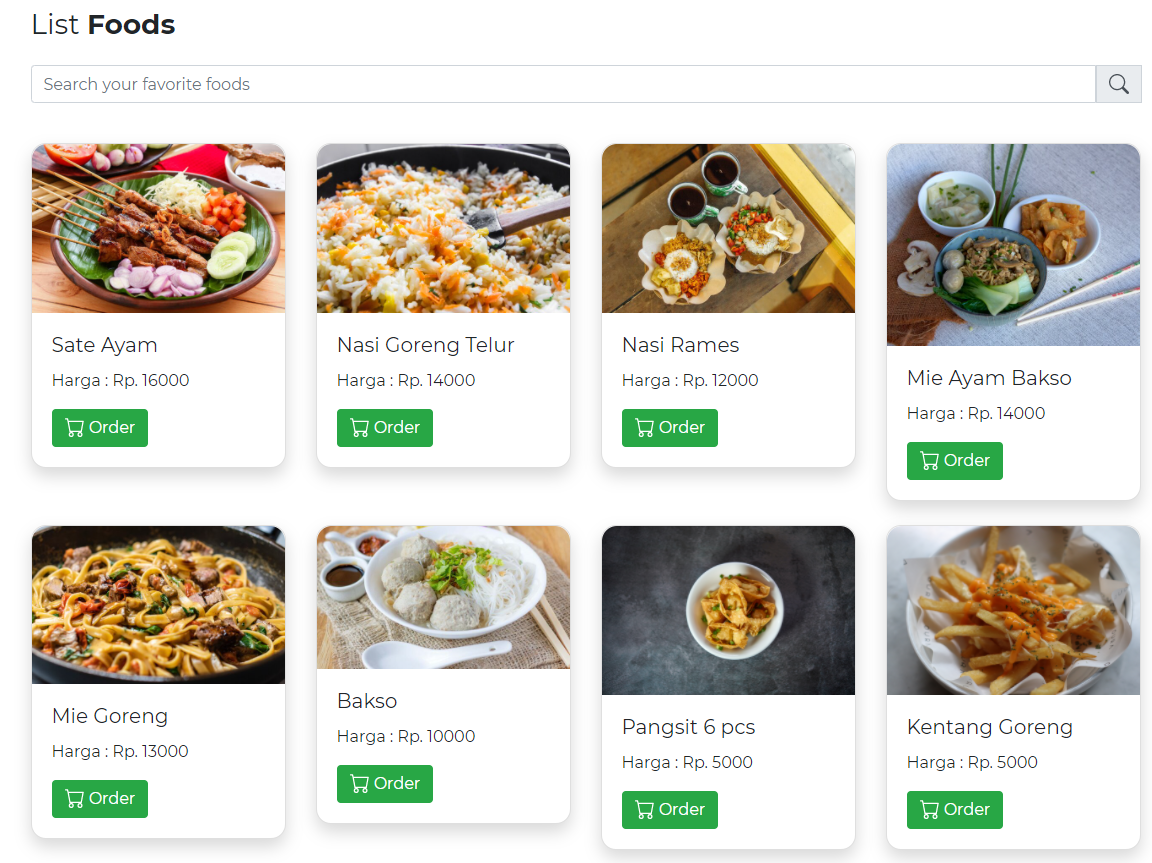 List Foods
Search your favorite foods
Sate Ayam
Harga : Rp. 16000
Order
Nasi Goreng Telur
Harga : Rp. 14000
Order
Nasi Rames
Harga : Rp. 12000
Order
Mie Ayam Bakso
Harga : Rp. 14000
Order
Mie Goreng
Harga : Rp. 13000
Order
Bakso
Harga : Rp. 10000
Order
Pangsit 6 pcs
Harga : Rp. 5000
Order
Kentang Goreng
Harga : Rp. 5000
Order